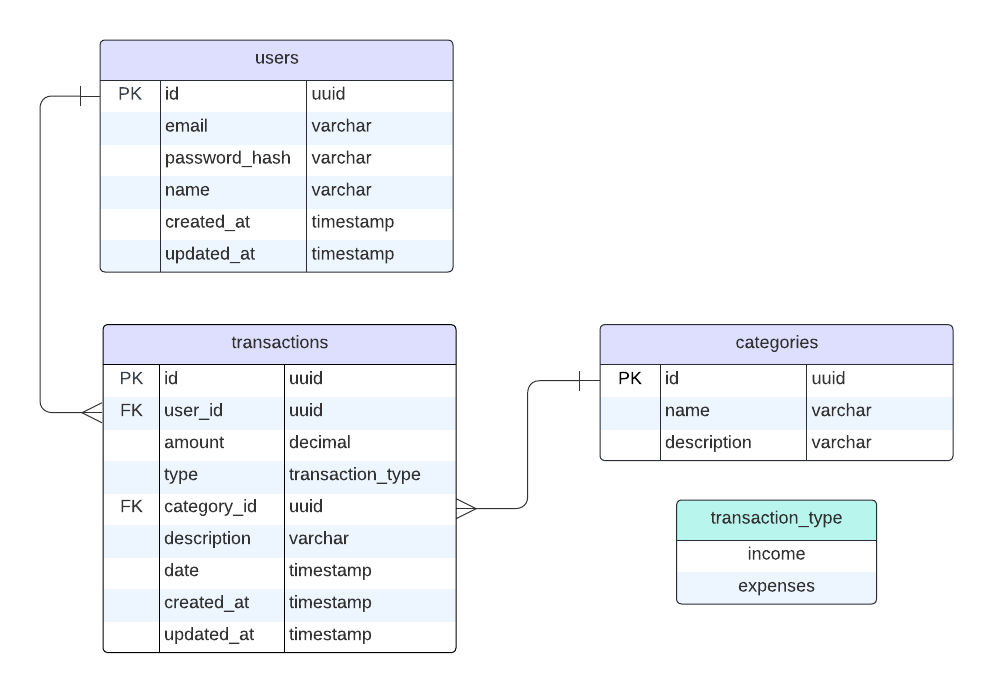 users
PK id uuid
email varchar
password_hash varchar
name varchar
created_at timestamp
updated_at timestamp
transactions
PK id uuid
FK user_id uuid
amount decimal
type transaction_type
FK category_id uuid
description varchar
date timestamp
created_at timestamp
updated_at timestamp
categories
PK id uuid
name varchar
description varchar
transaction_type
income
expenses